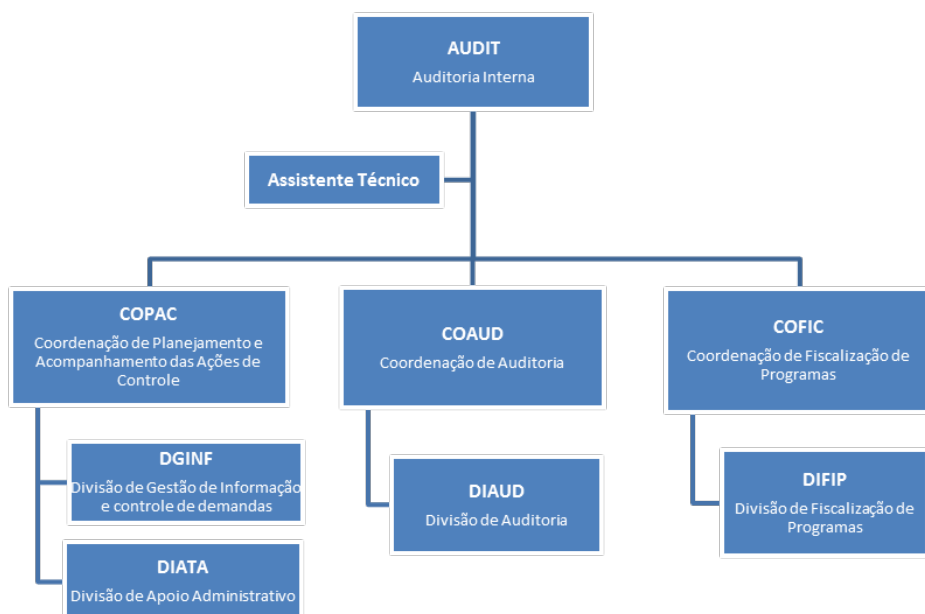 AUDIT
Auditoria Interna
Assistente Técnico
COPAC
Coordenação de Planejamento e
Acompanhamento das Ações de
Controle
COAUD
Coordenação de Auditoria
COFIC
Coordenação de Fiscalização de
Programas
DGINF
Divisão de Gestão de Informação
e controle de demandas
DIATA
Divisão de Apoio Administrativo
DIAUD
Divisão de Auditoria
DIFIP
Divisão de Fiscalização de
Programas